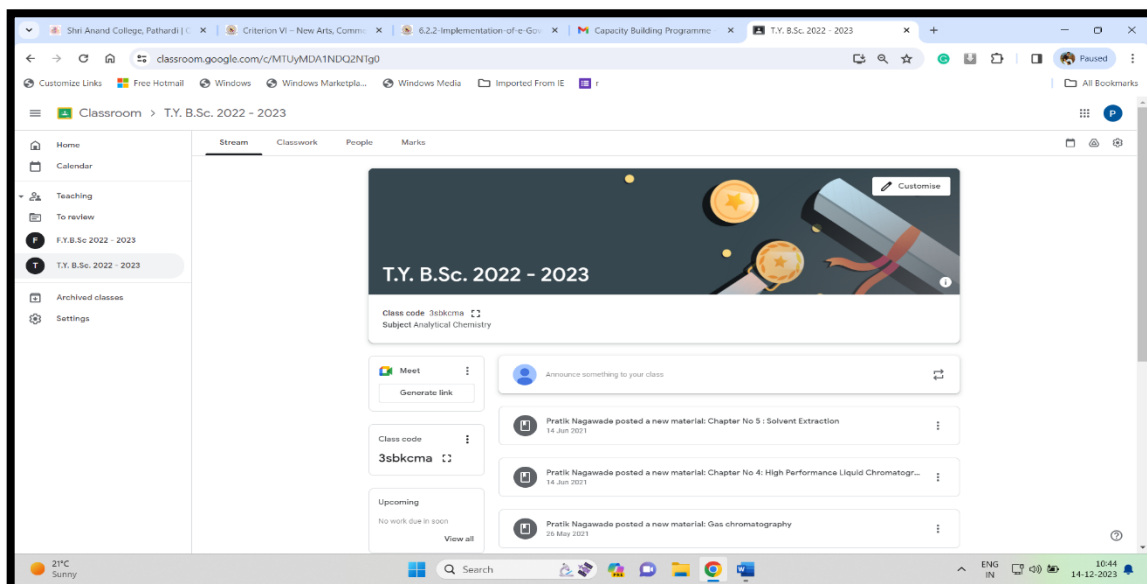 Shri Anand College, Pathardi | C
Criterion VI – New Arts, Comme
6.2.2-Implementation-of-e-Gov
Capacity Building Programme -
T.Y. B.Sc. 2022 - 2023
classroom.google.com/c/MTUyMDA1NDQ2NTg0
Paused
Customize Links
Free Hotmail
Windows
Windows Marketpla...
Windows Media
Imported From IE
r
All Bookmarks
Classroom > T.Y. B.Sc. 2022 - 2023
P
Home
Calendar
Teaching
To review
F F.Y.B.Sc 2022 - 2023
T T.Y. B.Sc. 2022 - 2023
Archived classes
Settings
Stream Classwork People Marks
Customise
T.Y. B.Sc. 2022 - 2023
Class code 3sbkcma
Subject Analytical Chemistry
Meet
Generate link
Class code
3sbkcma
Upcoming
No work due in soon
View all
Announce something to your class
Pratik Nagawade posted a new material: Chapter No 5 : Solvent Extraction
14 Jun 2021
Pratik Nagawade posted a new material: Chapter No 4: High Performance Liquid Chromatogr...
14 Jun 2021
Pratik Nagawade posted a new material: Gas chromatography
26 May 2021
21°C
Sunny
Search
ENG
IN
10:44
14-12-2023